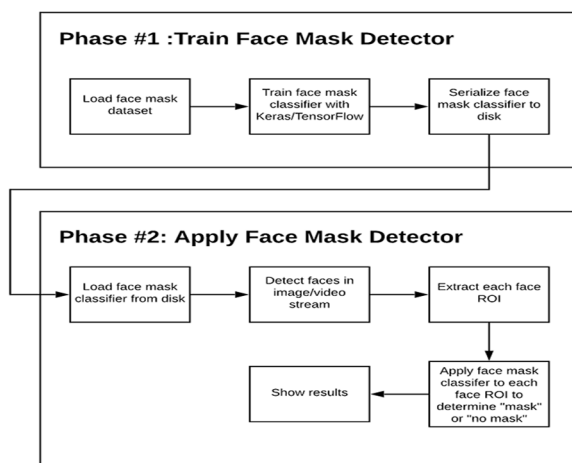 Phase #1 :Train Face Mask Detector
Load face mask
dataset
Train face mask
classifier with
Keras/TensorFlow
Serialize face
mask classifier to
disk
Phase #2: Apply Face Mask Detector
Load face mask
classifier from disk
Detect faces in
image/video
stream
Extract each face
ROI
Apply face mask
classifer to each
face ROI to
determine "mask"
or "no mask"
Show results